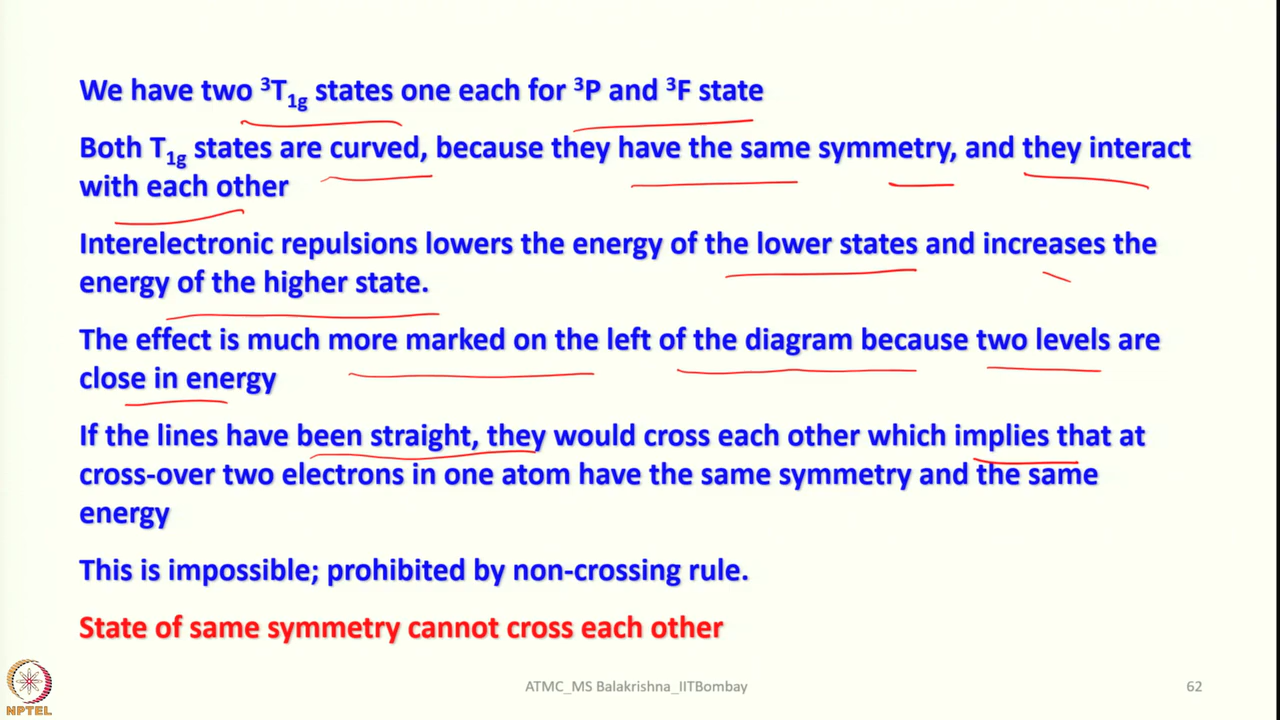 We have two ³T₁g states one each for ³P and ³F state
Both T₁g states are curved, because they have the same symmetry, and they interact
with each other
Interelectronic repulsions lowers the energy of the lower states and increases the
energy of the higher state.
The effect is much more marked on the left of the diagram because two levels are
close in energy
If the lines have been straight, they would cross each other which implies that at
cross-over two electrons in one atom have the same symmetry and the same
energy
This is impossible; prohibited by non-crossing rule.
State of same symmetry cannot cross each other
NPTEL
ATMC_MS Balakrishna_IITBombay
62